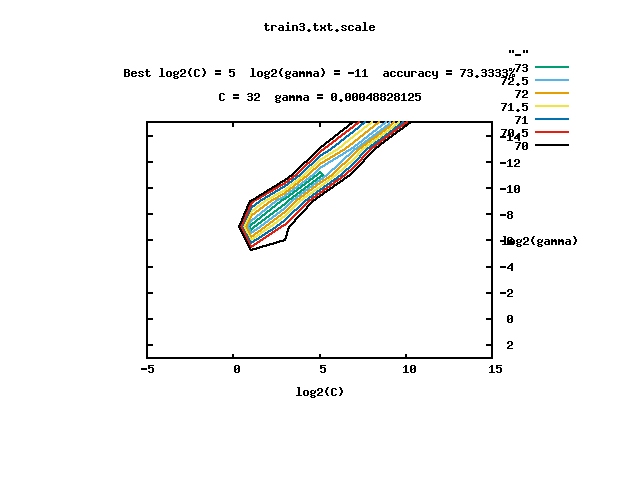 train3.txt.scale
"-"
Best log2(C) = 5 log2(gamma) = -11 accuracy = 73.3333%
73
72.5
C = 32 gamma = 0.00048828125
72
71.5
71
70.5
70
-14
-12
-10
-8
-6
log2(gamma)
-4
-2
0
2
-5 0 5 10 15
log2(C)